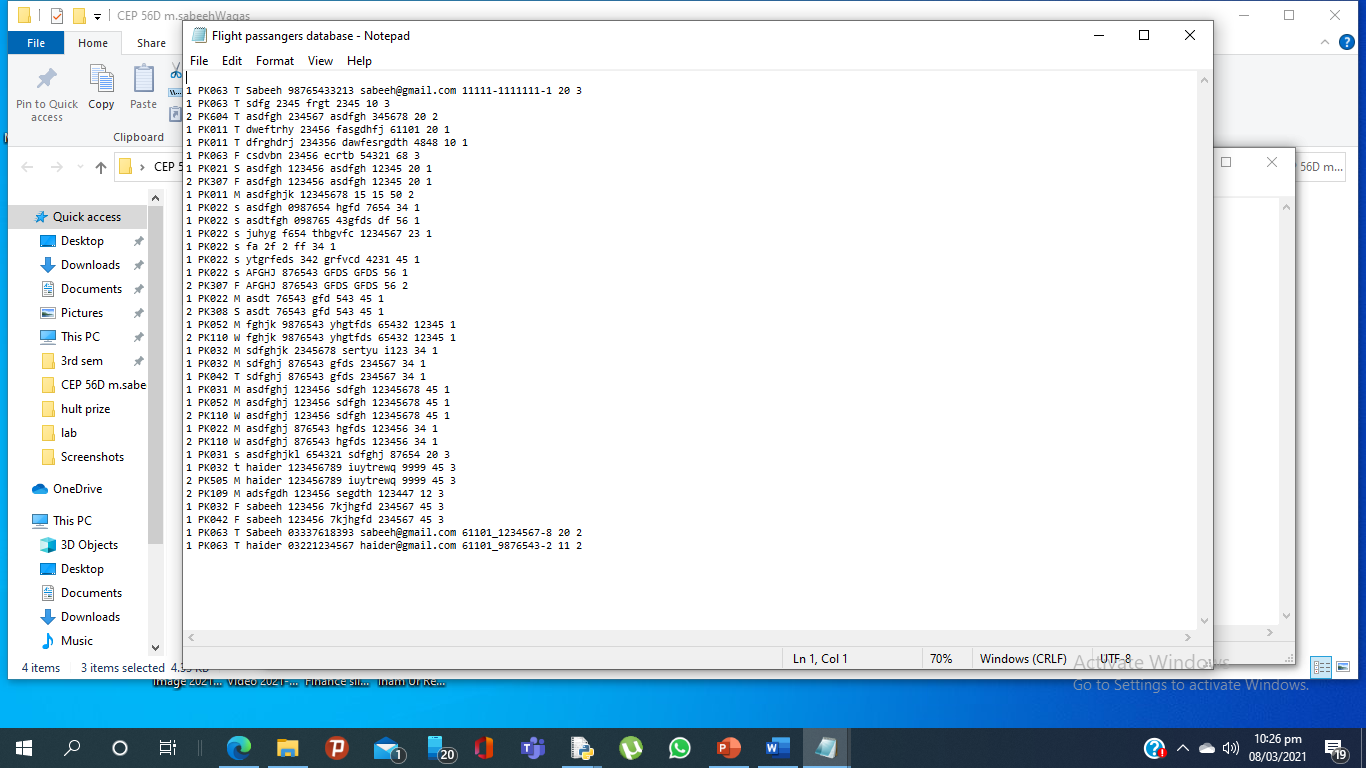 CEP 56D m.sabeehWaqas
File Home Share
Pin to Quick access
Copy
Paste
Clipboard
CEP 5
56D m...
Flight passangers database - Notepad
File Edit Format View Help
1 PK063 T Sabeeh 98765433213 sabeeh@gmail.com 11111-1111111-1 20 3
1 PK063 T sdfg 2345 frgt 2345 10 3
2 PK604 T asdfgh 234567 asdfgh 345678 20 2
1 PK011 T dweftrhy 23456 fasgdhfj 61101 20 1
1 PK011 T dfrghdrj 234356 dawfesrgdth 4848 10 1
1 PK063 F csdvbn 23456 ecrtb 54321 68 3
1 PK021 S asdfgh 123456 asdfgh 12345 20 1
2 PK307 F asdfgh 123456 asdfgh 12345 20 1
1 PK011 M asdfghjk 12345678 15 15 50 2
1 PK022 s asdfgh 0987654 hgfd 7654 34 1
1 PK022 s asdtfgh 098765 43gfds df 56 1
1 PK022 s juhyg f654 thbgvfc 1234567 23 1
1 PK022 s fa 2f 2 ff 34 1
1 PK022 s ytgrfeds 342 grfvcd 4231 45 1
1 PK022 s AFGHJ 876543 GFDS GFDS 56 1
2 PK307 F AFGHJ 876543 GFDS GFDS 56 2
1 PK022 M asdt 76543 gfd 543 45 1
2 PK308 S asdt 76543 gfd 543 45 1
1 PK052 M fghjk 9876543 yhgtfds 65432 12345 1
2 PK110 W fghjk 9876543 yhgtfds 65432 12345 1
1 PK032 M sdfghjk 2345678 sertyu i123 34 1
1 PK032 M sdfghj 876543 gfds 234567 34 1
1 PK042 T sdfghj 876543 gfds 234567 34 1
1 PK031 M asdfghj 123456 sdfgh 12345678 45 1
1 PK052 M asdfghj 123456 sdfgh 12345678 45 1
2 PK110 W asdfghj 123456 sdfgh 12345678 45 1
1 PK022 M asdfghj 876543 hgfds 123456 34 1
2 PK110 W asdfghj 876543 hgfds 123456 34 1
1 PK031 s asdfghjkl 654321 sdfghj 87654 20 3
1 PK032 t haider 123456789 iuytrewq 9999 45 3
2 PK505 M haider 123456789 iuytrewq 9999 45 3
2 PK109 M adsfgdh 123456 segdth 123447 12 3
1 PK032 F sabeeh 123456 7kjhgfd 234567 45 3
1 PK042 F sabeeh 123456 7kjhgfd 234567 45 3
1 PK063 T Sabeeh 03337618393 sabeeh@gmail.com 61101_1234567-8 20 2
1 PK063 T haider 03221234567 haider@gmail.com 61101_9876543-2 11 2
Ln 1, Col 1 70% Windows (CRLF) UTF-8
Quick access
Desktop
Downloads
Documents
Pictures
This PC
3rd sem
CEP 56D m.sabe
hult prize
lab
Screenshots
OneDrive
This PC
3D Objects
Desktop
Documents
Downloads
Music
4 items 3 items selected
Activate Windows
Go to Settings to activate Windows.
1
20
10:26 pm
08/03/2021
19